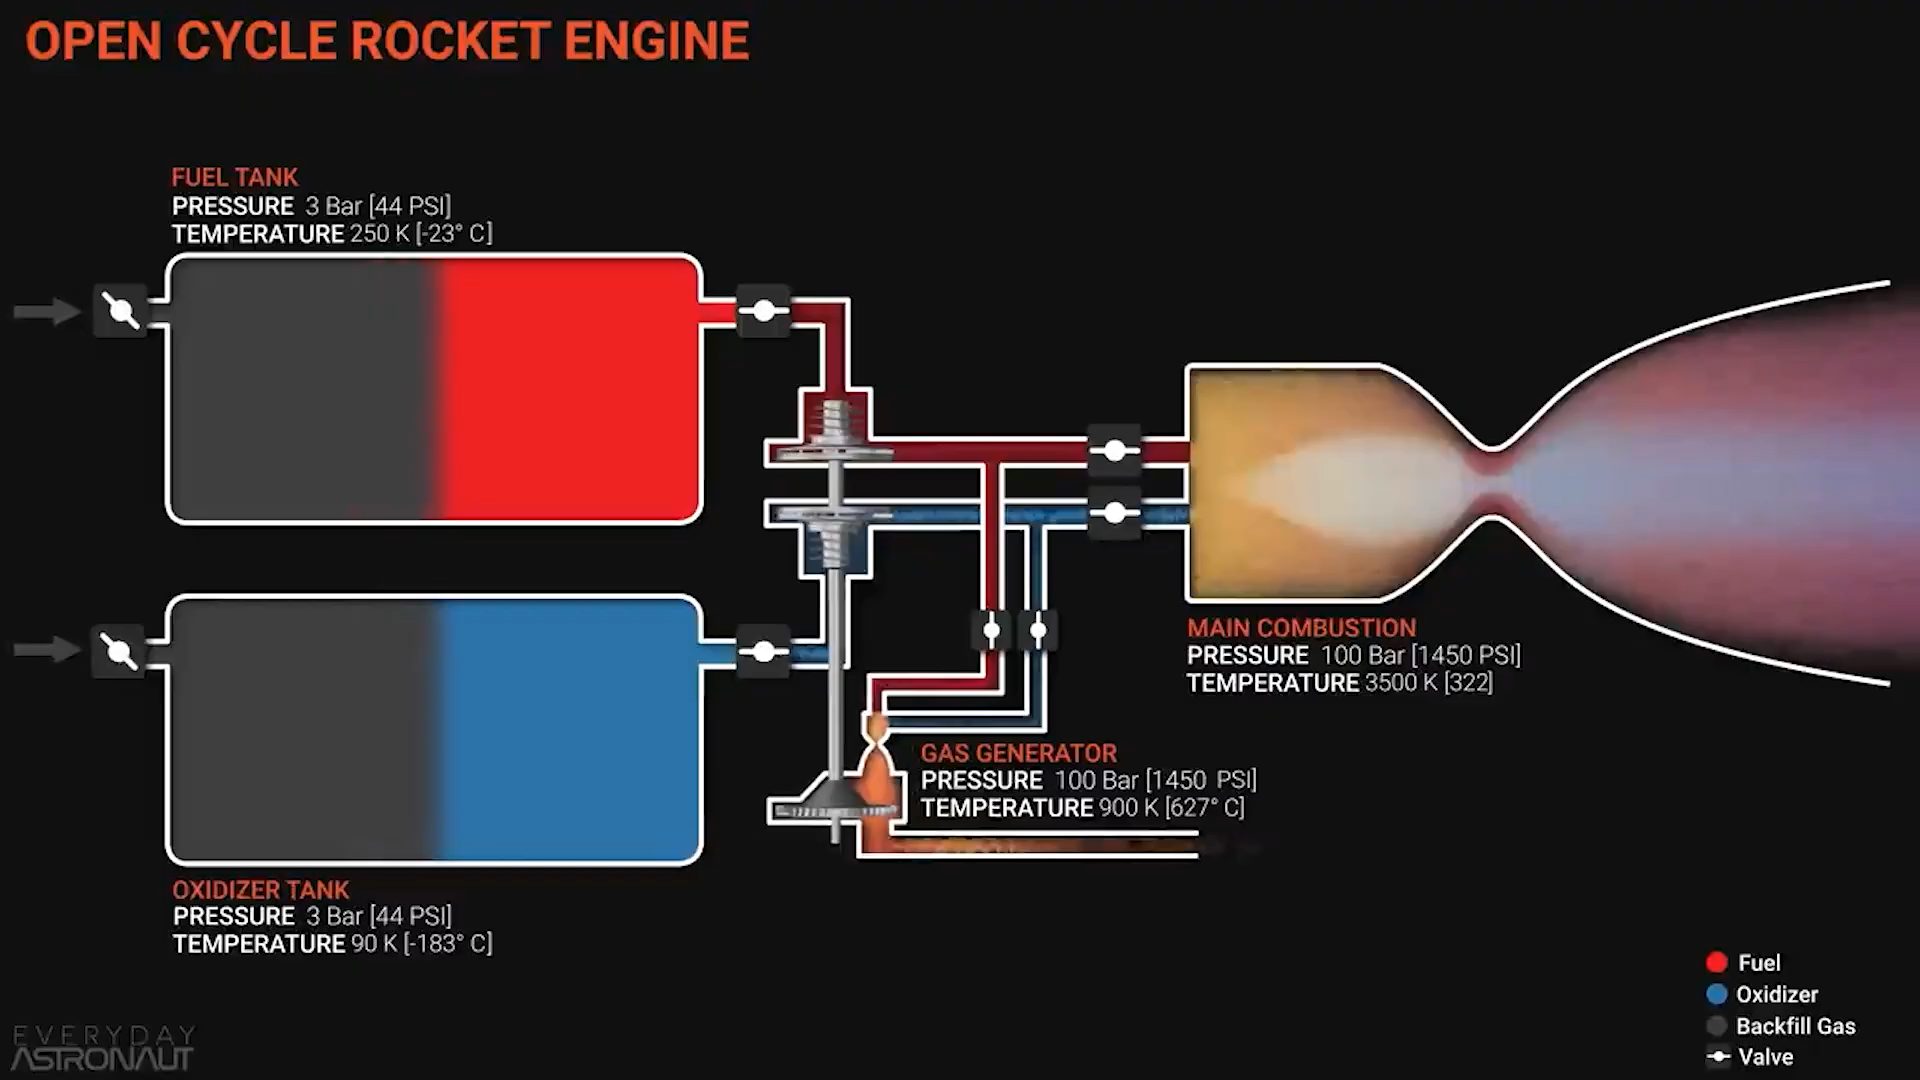 OPEN CYCLE ROCKET ENGINE
FUEL TANK
PRESSURE 3 Bar [44 PSI]
TEMPERATURE 250 K [-23° C]
MAIN COMBUSTION
PRESSURE 100 Bar [1450 PSI]
TEMPERATURE 3500 K [322]
GAS GENERATOR
PRESSURE 100 Bar [1450 PSI]
TEMPERATURE 900 K [627° C]
OXIDIZER TANK
PRESSURE 3 Bar [44 PSI]
TEMPERATURE 90 K [-183° C]
Fuel
Oxidizer
Backfill Gas
Valve
EVERYDAY
ASTRONAUT